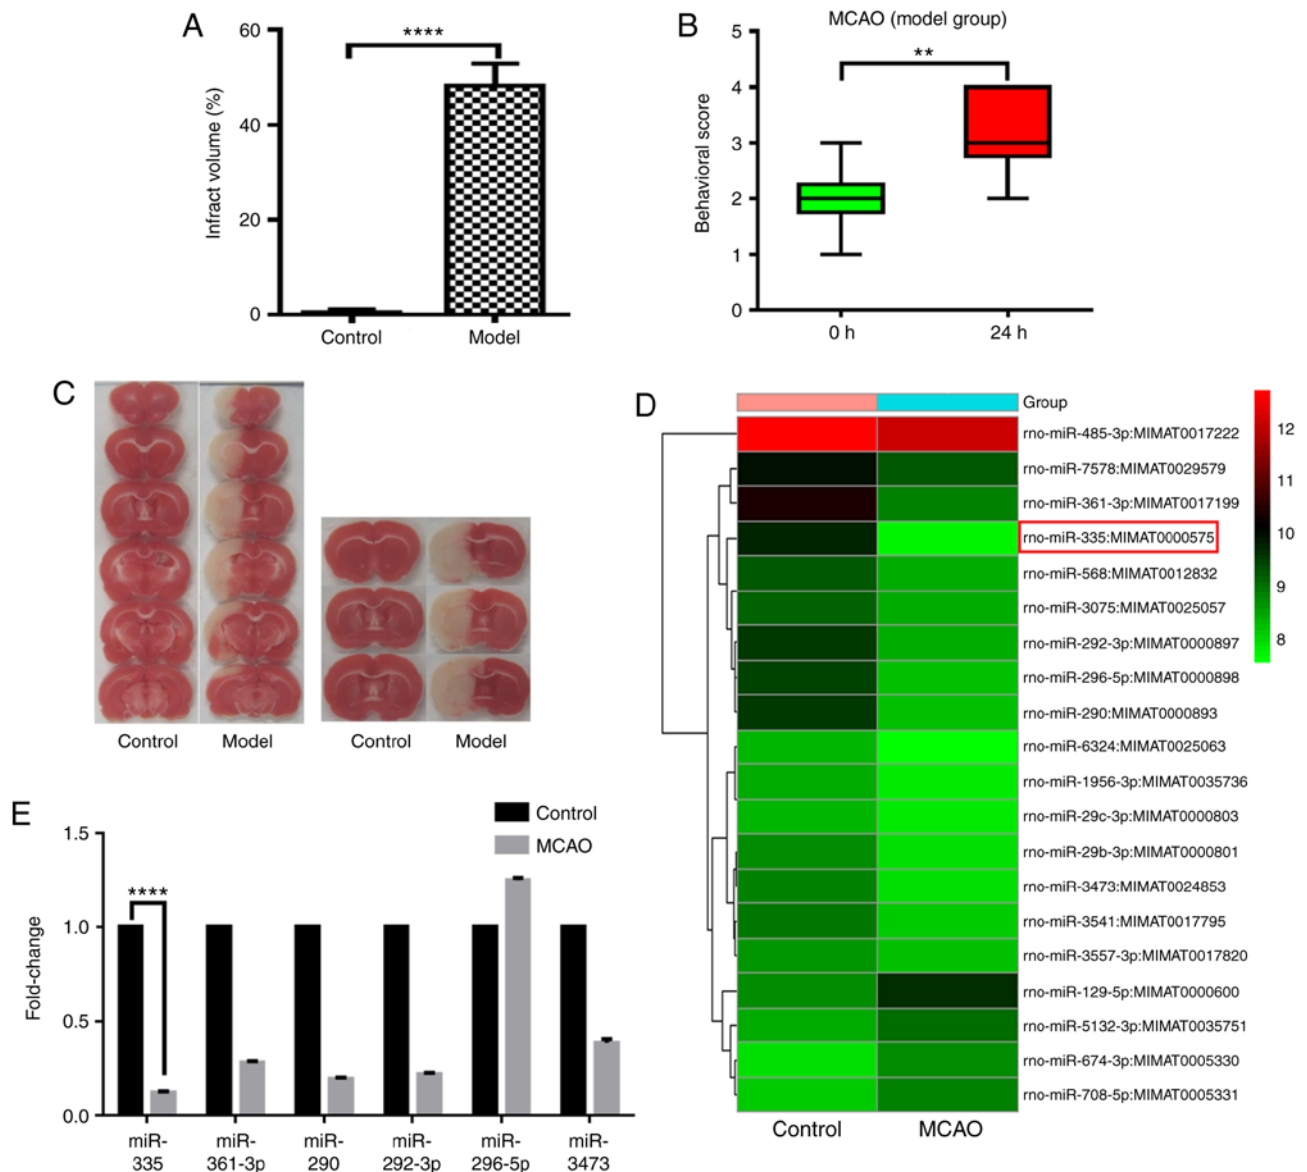 A
60
40
20
0
Infract volume (%)
****
Control
Model
B
MCAO (model group)
5
4
3
2
1
0
Behavioral score
**
0 h
24 h
C
Control
Model
Control
Model
D
Group
rno-miR-485-3p:MIMAT0017222
rno-miR-7578:MIMAT0029579
rno-miR-361-3p:MIMAT0017199
rno-miR-335:MIMAT0000575
rno-miR-568:MIMAT0012832
rno-miR-3075:MIMAT0025057
rno-miR-292-3p:MIMAT0000897
rno-miR-296-5p:MIMAT0000898
rno-miR-290:MIMAT0000893
rno-miR-6324:MIMAT0025063
rno-miR-1956-3p:MIMAT0035736
rno-miR-29c-3p:MIMAT0000803
rno-miR-29b-3p:MIMAT0000801
rno-miR-3473:MIMAT0024853
rno-miR-3541:MIMAT0017795
rno-miR-3557-3p:MIMAT0017820
rno-miR-129-5p:MIMAT0000600
rno-miR-5132-3p:MIMAT0035751
rno-miR-674-3p:MIMAT0005330
rno-miR-708-5p:MIMAT0005331
Control
MCAO
12
11
10
9
8
E
Control
MCAO
1.5
1.0
0.5
0.0
Fold-change
****
miR-
335
miR-
361-3p
miR-
290
miR-
292-3p
miR-
296-5p
miR-
3473